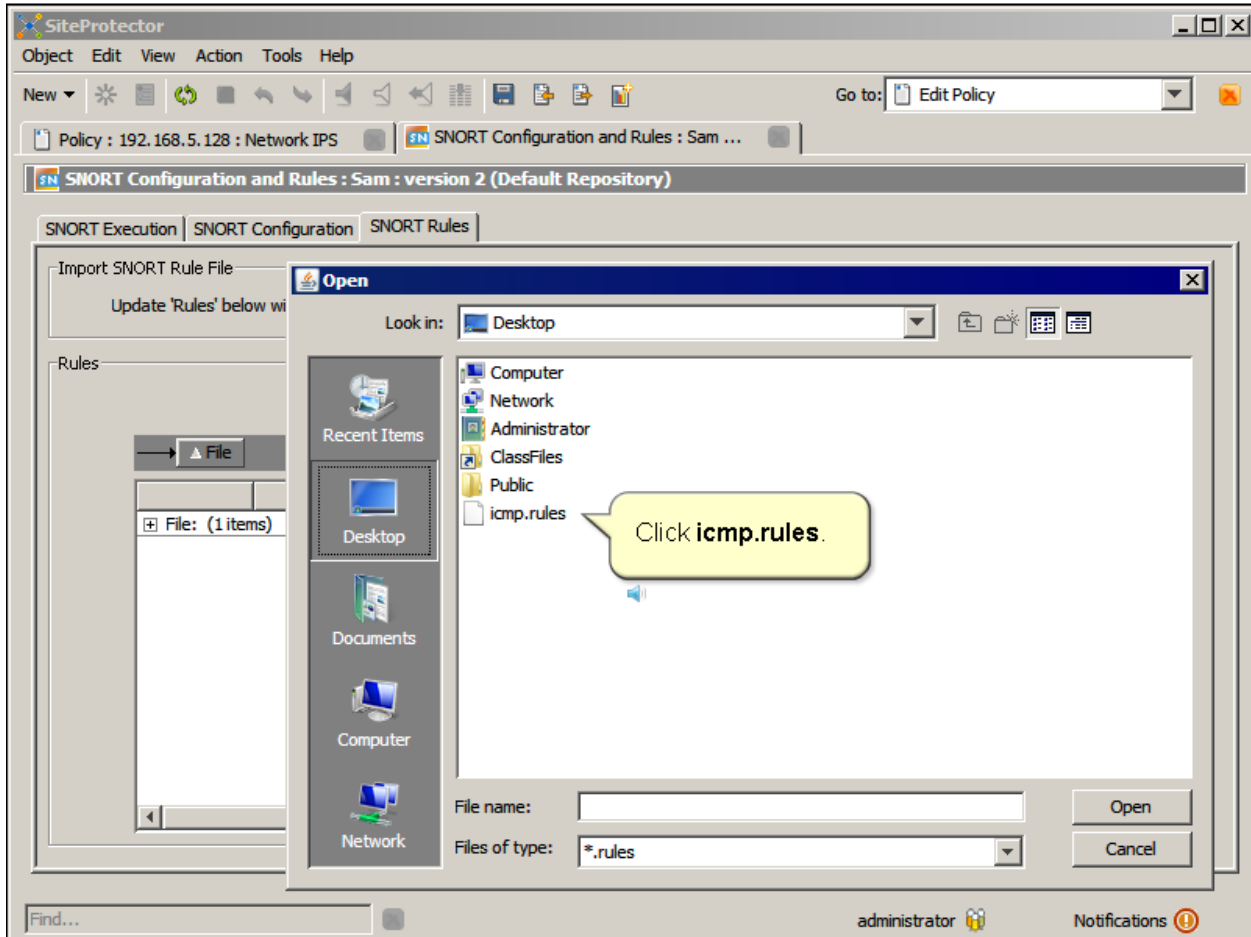 SiteProtector
Object Edit View Action Tools Help
New Go to: Edit Policy
Policy : 192.168.5.128 : Network IPS SN SNORT Configuration and Rules : Sam ...
SN SNORT Configuration and Rules : Sam : version 2 (Default Repository)
SNORT Execution SNORT Configuration SNORT Rules
Import SNORT Rule File
Update 'Rules' below wi
Rules
File
File: (1 items)
Open
Look in: Desktop
Recent Items
Desktop
Documents
Computer
Network
Computer
Network
Administrator
ClassFiles
Public
icmp.rules
Click icmp.rules.
File name: Open
Files of type: *.rules Cancel
Find... administrator Notifications